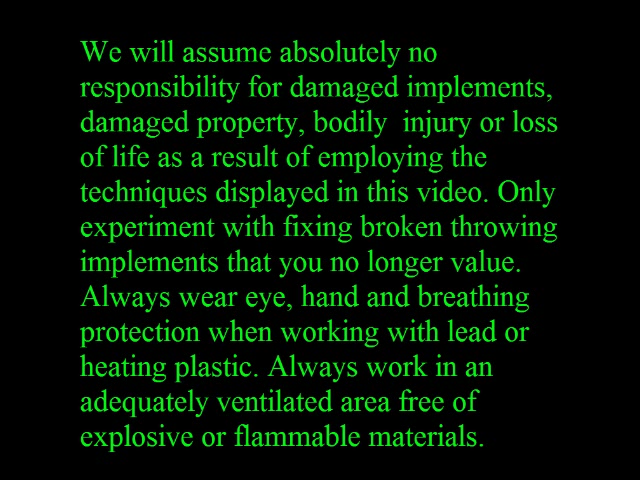 We will assume absolutely no
responsibility for damaged implements,
damaged property, bodily  injury or loss
of life as a result of employing the
techniques displayed in this video. Only
experiment with fixing broken throwing
implements that you no longer value.
Always wear eye, hand and breathing
protection when working with lead or
heating plastic. Always work in an
adequately ventilated area free of
explosive or flammable materials.